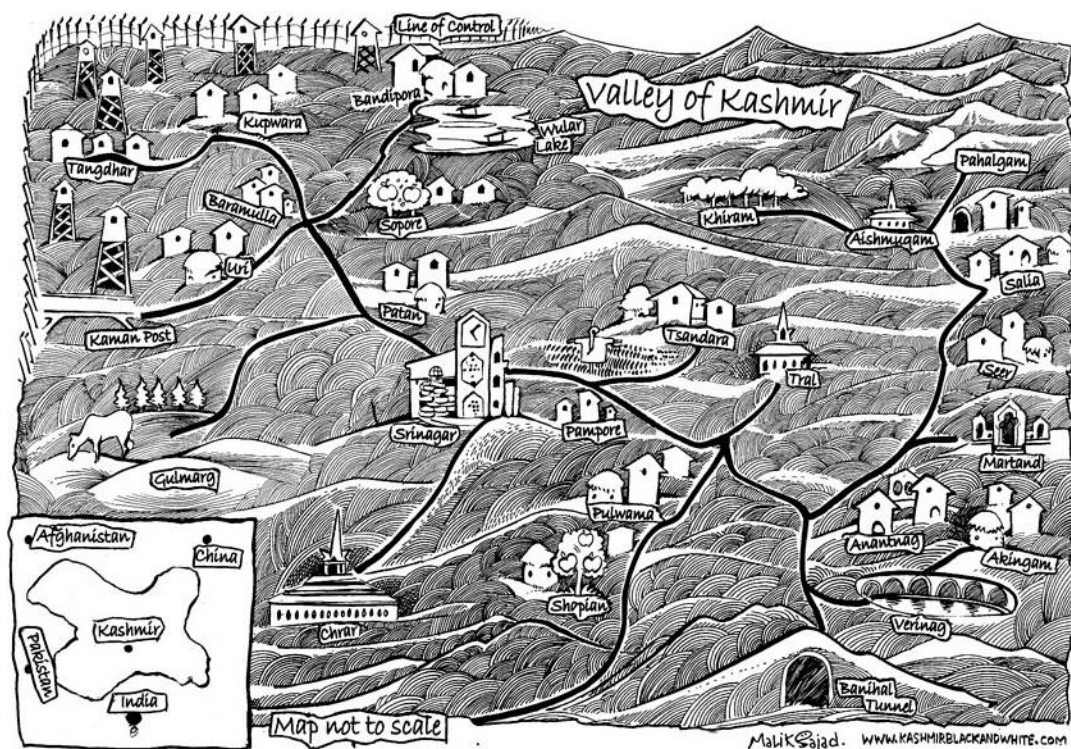 Line of Control
Valley of Kashmir
Bandipora
Kupwara
Wular
Lake
Tangdhar
Pahalgam
Baramulla
Sopore
Khiram
Aishmuqam
Uri
Salia
Kaman Post
Patan
Tsandara
Seer
Tral
Srinagar
Pampore
Martand
Gulmarg
Pulwama
Anantnag
Akingam
Afghanistan
China
Shopian
Chrar
Verinag
Kashmir
Pakistan
India
Banihal
Tunnel
Map not to scale
Malik Sajad.
WWW.KASHMIRBLACKANDWHITE.COM